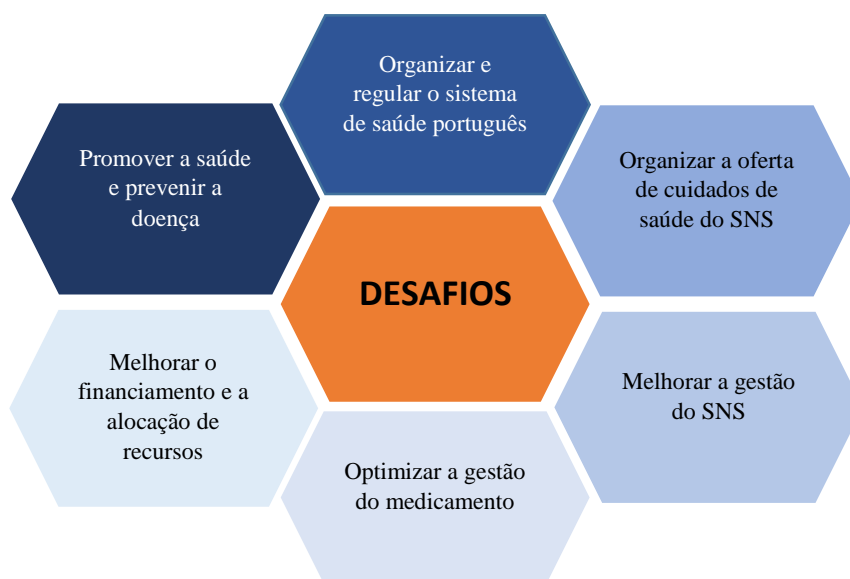 Organizar e
regular o sistema
de saúde português
Promover a saúde
e prevenir a
doença
Organizar a oferta
de cuidados de
saúde do SNS
DESAFIOS
Melhorar o
financiamento e a
alocação de
recursos
Melhorar a gestão
do SNS
Optimizar a gestão
do medicamento